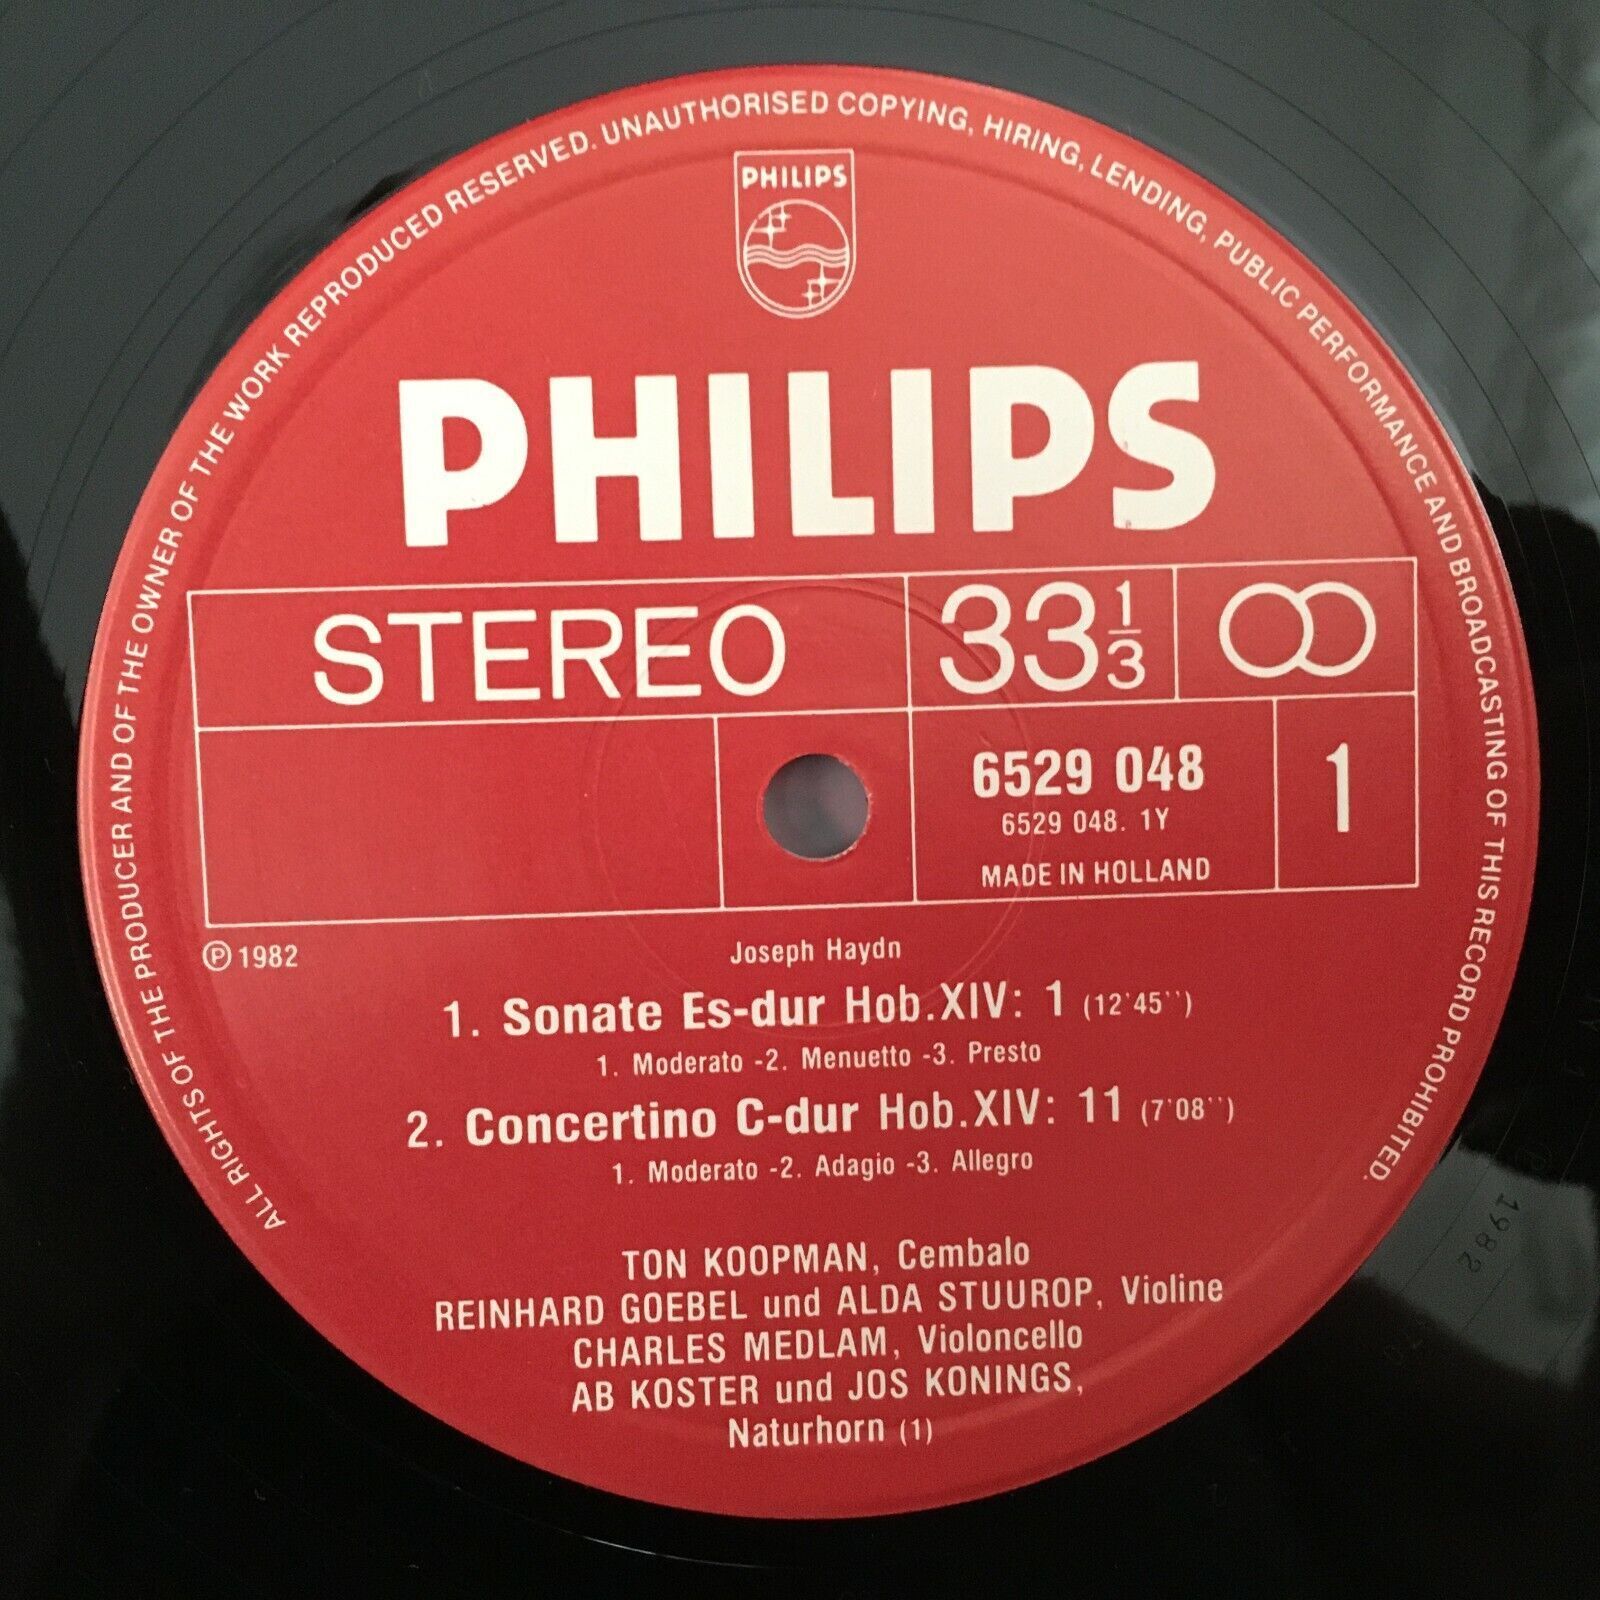 ALL RIGHTS OF THE PRODUCER AND OF THE OWNER OF THE WORK REPRODUCED RESERVED. UNAUTHORISED COPYING, HIRING, LENDING, PUBLIC PERFORMANCE AND BROADCASTING OF THIS RECORD PROHIBITED.
PHILIPS
PHILIPS
STEREO 33 1/3
6529 048 1
6529 048. 1Y
MADE IN HOLLAND
℗ 1982 Joseph Haydn
1. Sonate Es-dur Hob.XIV: 1 (12'45'')
1. Moderato -2. Menuetto -3. Presto
2. Concertino C-dur Hob.XIV: 11 (7'08'')
1. Moderato -2. Adagio -3. Allegro
TON KOOPMAN, Cembalo
REINHARD GOEBEL und ALDA STUUROP, Violine
CHARLES MEDLAM, Violoncello
AB KOSTER und JOS KONINGS,
Naturhorn (1)
1982